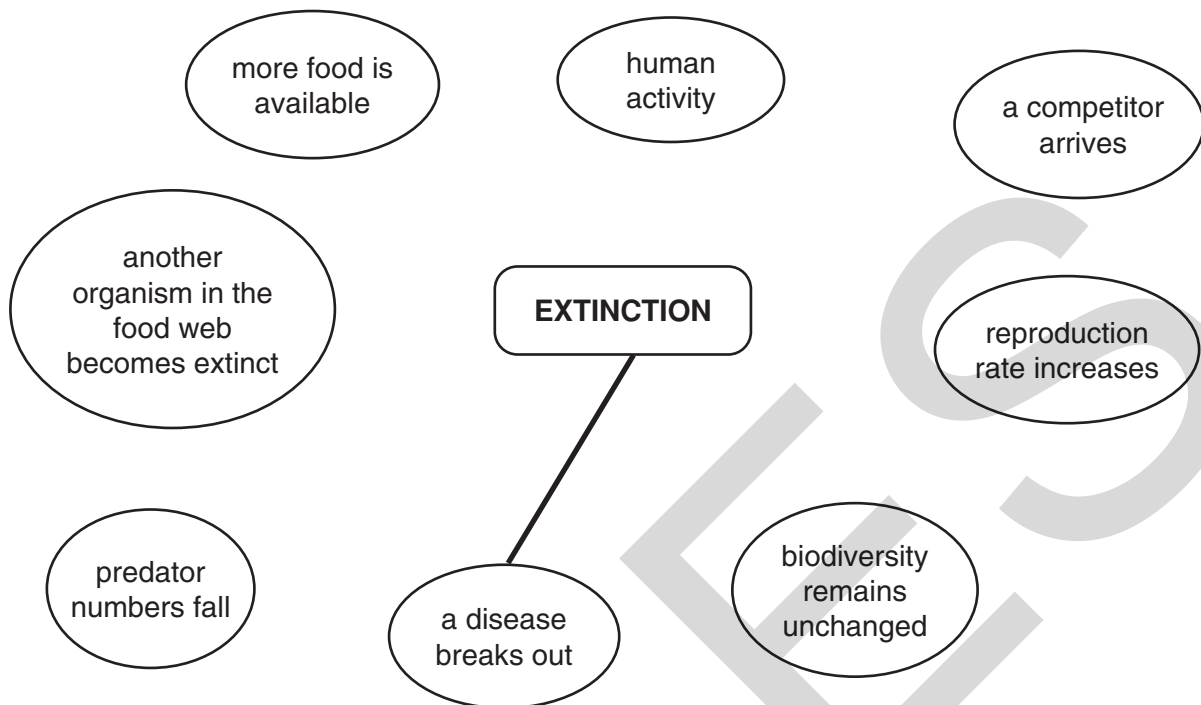 more food is
available
human
activity
a competitor
arrives
another
organism in the
food web
becomes extinct
EXTINCTION
reproduction
rate increases
predator
numbers fall
a disease
breaks out
biodiversity
remains
unchanged